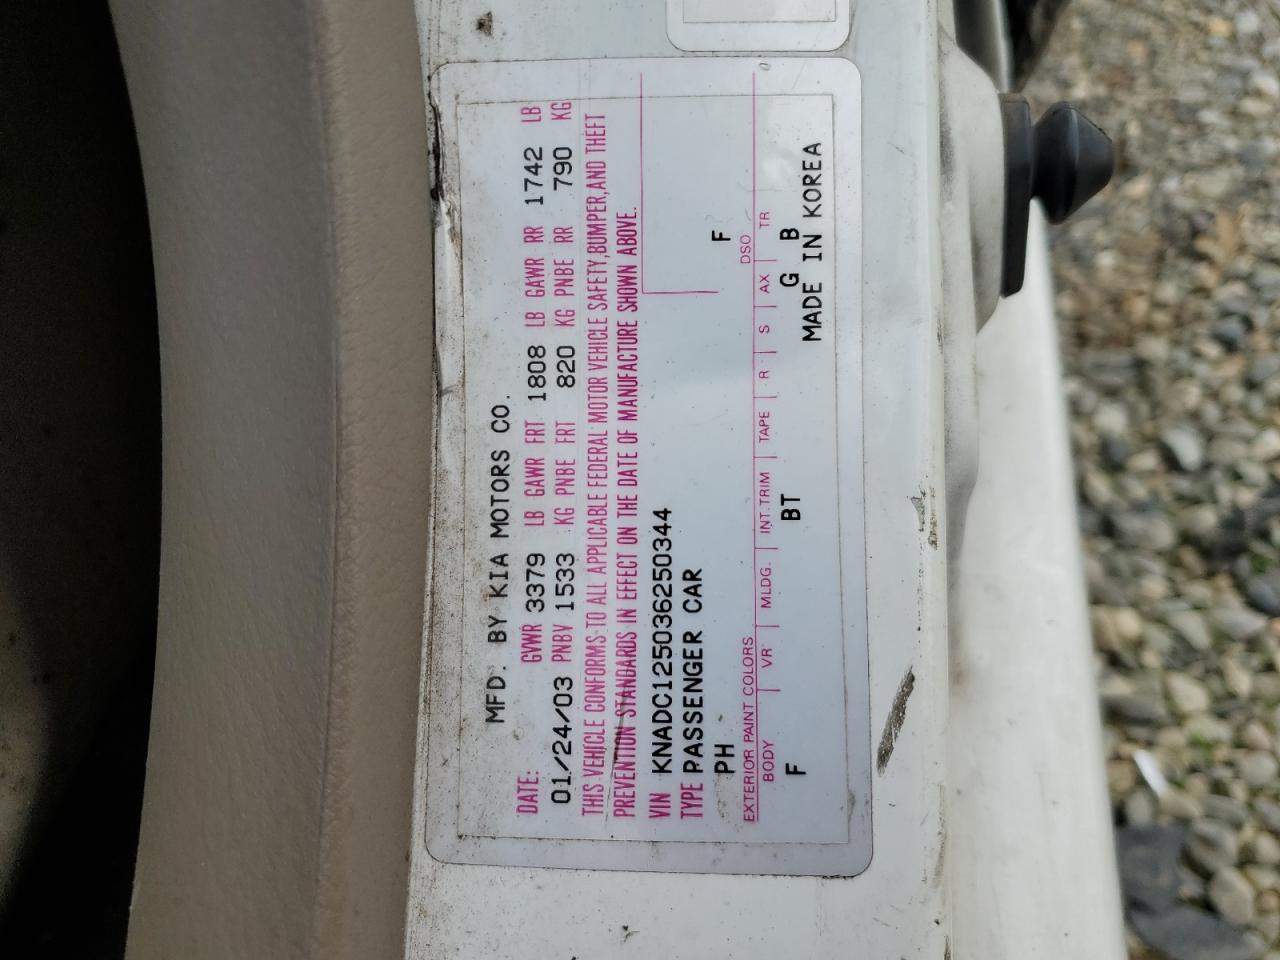 MFD. BY KIA MOTORS CO.
DATE: GVWR 3379 LB GAWR FRT 1808 LB GAWR RR 1742 LB
01/24/03 PNBV 1533 KG PNBE FRT 820 KG PNBE RR 790 KG
THIS VEHICLE CONFORMS TO ALL APPLICABLE FEDERAL MOTOR VEHICLE SAFETY,BUMPER,AND THEFT
PREVENTION STANDARDS IN EFFECT ON THE DATE OF MANUFACTURE SHOWN ABOVE.
VIN KNADC125036250344
TYPE PASSENGER CAR
PH F
EXTERIOR PAINT COLORS DSO
BODY VR MLDG. INT.TRIM TAPE R S AX TR
F BT G B
MADE IN KOREA